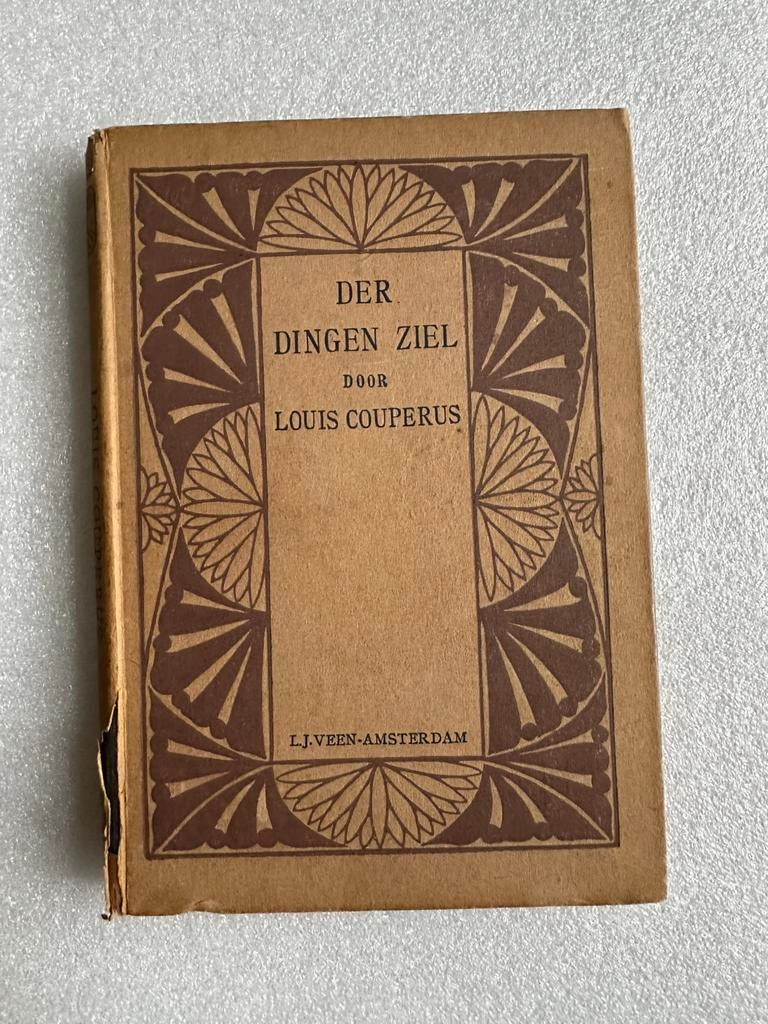 DER
DINGEN ZIEL
DOOR
LOUIS COUPERUS
L.J.VEEN-AMSTERDAM